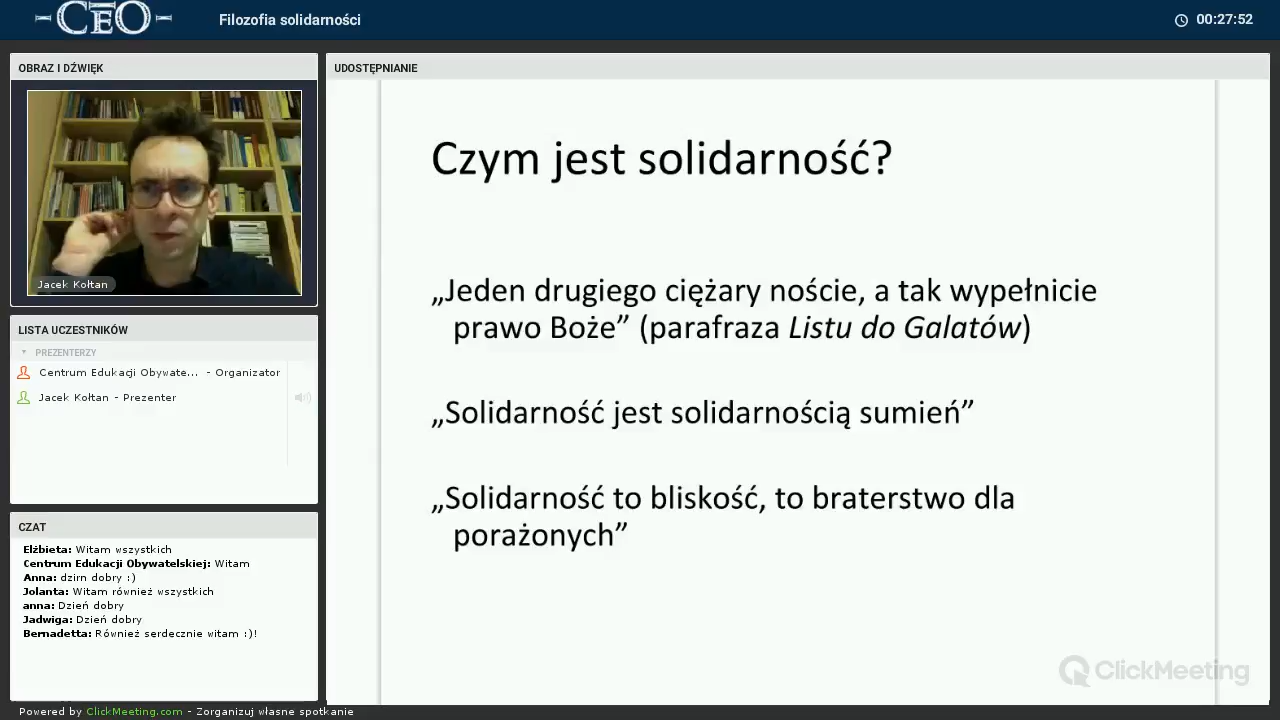 CEO
Filozofia solidarności
00:27:52
OBRAZ I DŹWIĘK
Jacek Kołtan
LISTA UCZESTNIKÓW
PREZENTERZY
Centrum Edukacji Obywate... - Organizator
Jacek Kołtan - Prezenter
CZAT
Elżbieta: Witam wszystkich
Centrum Edukacji Obywatelskiej: Witam
Anna: dzirn dobry :)
Jolanta: Witam również wszystkich
anna: Dzień dobry
Jadwiga: Dzień dobry
Bernadetta: Również serdecznie witam :)!
Powered by ClickMeeting.com - Zorganizuj własne spotkanie
UDOSTĘPNIANIE
Czym jest solidarność?
„Jeden drugiego ciężary noście, a tak wypełnicie
prawo Boże” (parafraza Listu do Galatów)
„Solidarność jest solidarnością sumień”
„Solidarność to bliskość, to braterstwo dla
porażonych”
ClickMeeting